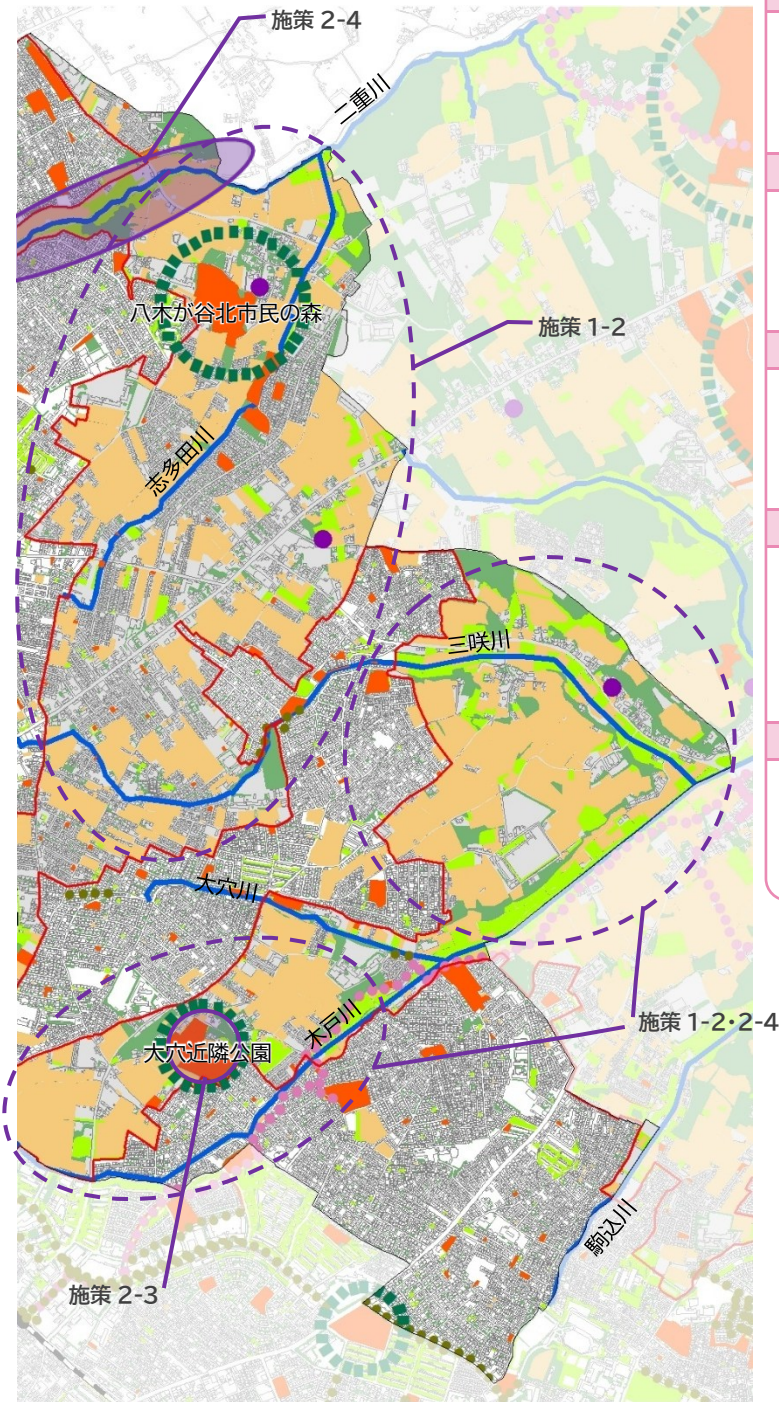 施策 2-4
二重川
八木が谷北市民の森
施策 1-2
志多田川
三咲川
大穴川
木戸川
施策 1-2・2-4
大穴近隣公園
駒込川
施策 2-3